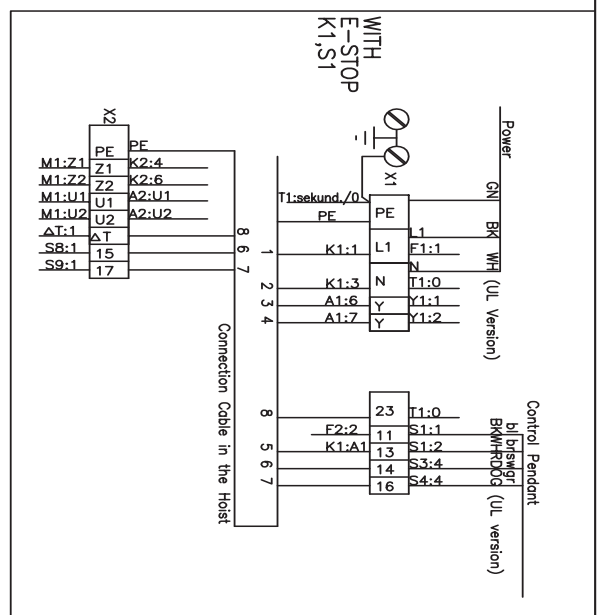 WITH
E-STOP
K1,S1
X2
PE PE
M1:Z1 Z1 K2:4
M1:Z2 Z2 K2:6
M1:U1 U1 A2:U1
M1:U2 U2 A2:U2
ΔT:1 ΔT
S8:1 15
S9:1 17
8
6
7
Connection Cable in the Hoist
1
2
3
4
8
5
6
7
X1
Power
GN
BK
WH
(UL Version)
T1:sekund./0
PE PE
L1
K1:1 L1 F1:1
N
K1:3 N T1:0
A1:6 Y Y1:1
A1:7 Y Y1:2
Control Pendant
bl br sw gr
BK WH RD OG (UL version)
23 T1:0
F2:2 11 S1:1
K1:A1 13 S1:2
14 S3:4
16 S4:4